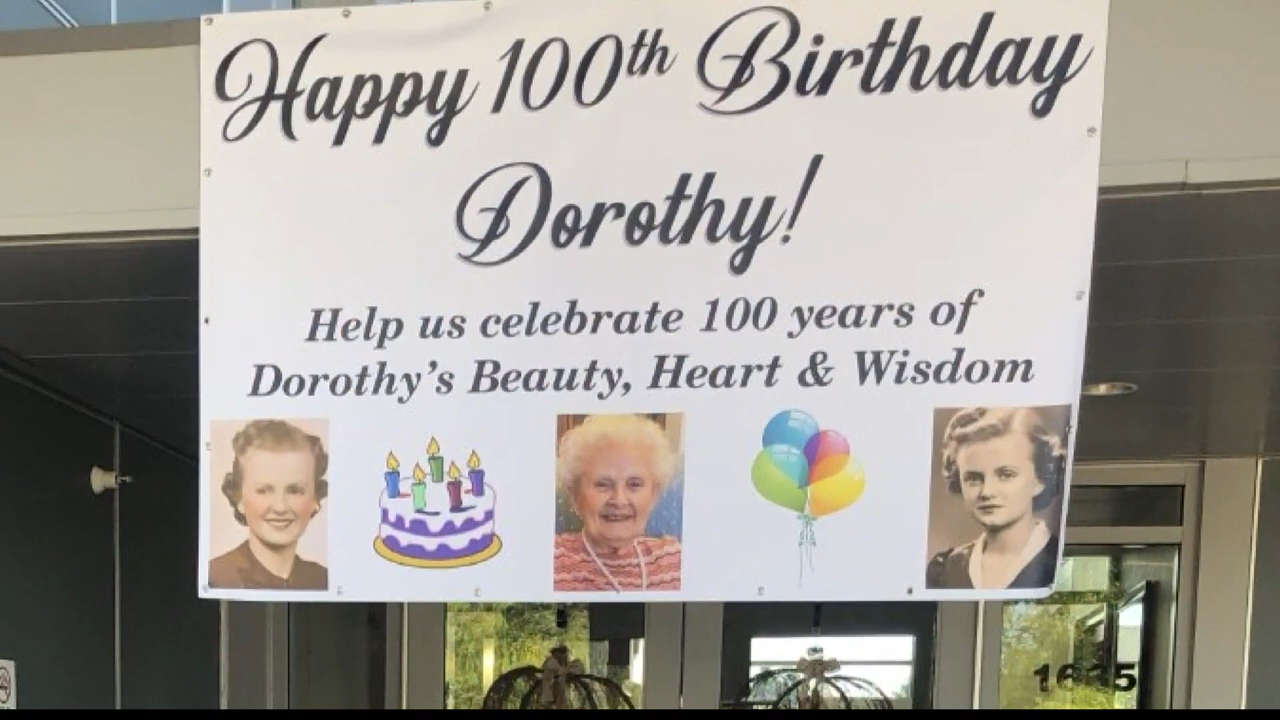 Happy 100th Birthday
Dorothy!
Help us celebrate 100 years of
Dorothy's Beauty, Heart & Wisdom